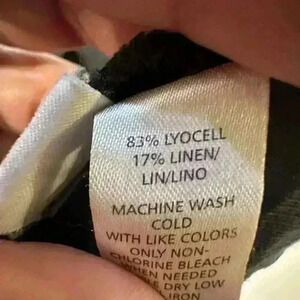 83% LYOCELL
17% LINEN/
LIN/LINO
MACHINE WASH
COLD
WITH LIKE COLORS
ONLY NON-
CHLORINE BLEACH
WHEN NEEDED
DRY LOW
IRON